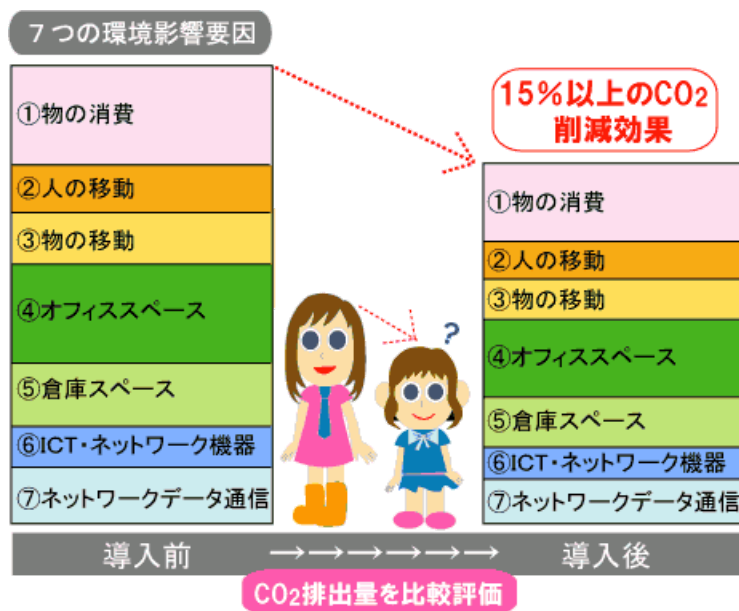 7つの環境影響要因
①物の消費
②人の移動
③物の移動
④オフィススペース
⑤倉庫スペース
⑥ICT・ネットワーク機器
⑦ネットワークデータ通信
15%以上のCO2
削減効果
①物の消費
②人の移動
③物の移動
④オフィススペース
⑤倉庫スペース
⑥ICT・ネットワーク機器
⑦ネットワークデータ通信
?
導入前 →→→→→→ 導入後
CO2排出量を比較評価